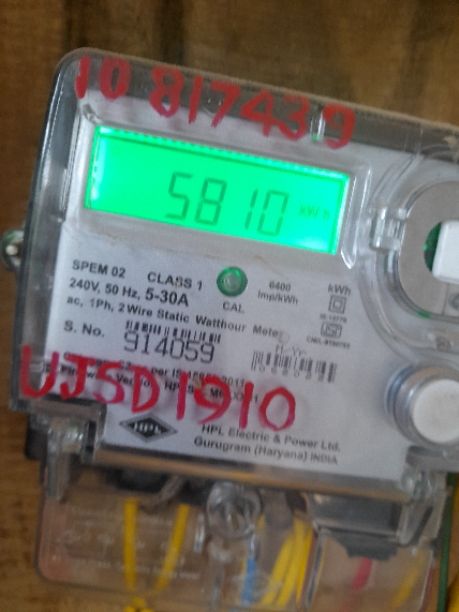 10 817439
5810 kWh
SPEM 02 CLASS 1
240V, 50 Hz, 5-30A
ac, 1Ph, 2 Wire Static Watthour Meter
CAL
6400
Imp/kWh
kWh
S. No. 914059
UJSD1910
HPL
HPL Electric & Power Ltd.
Gurugram (Haryana) INDIA